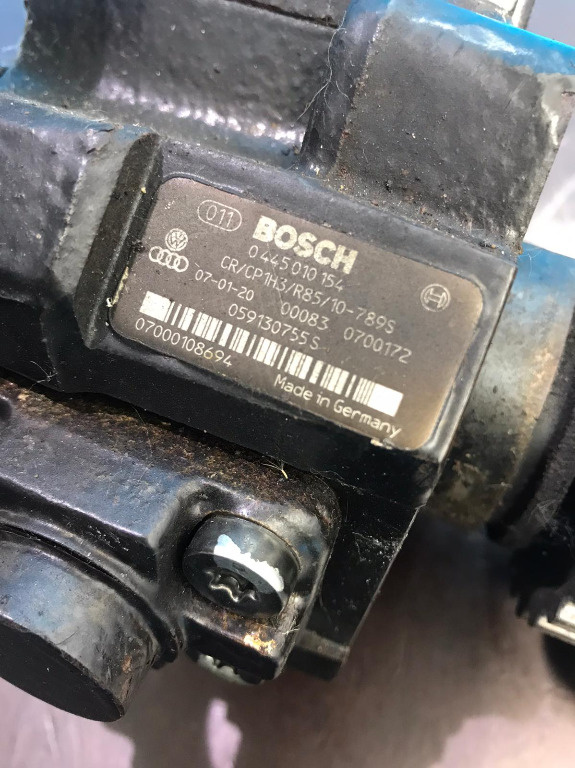 011 BOSCH
0 445 010 154
CR/CP1H3/R85/10-789S
07-01-20 00083 0700172
059130755S
07000108694
Made in Germany